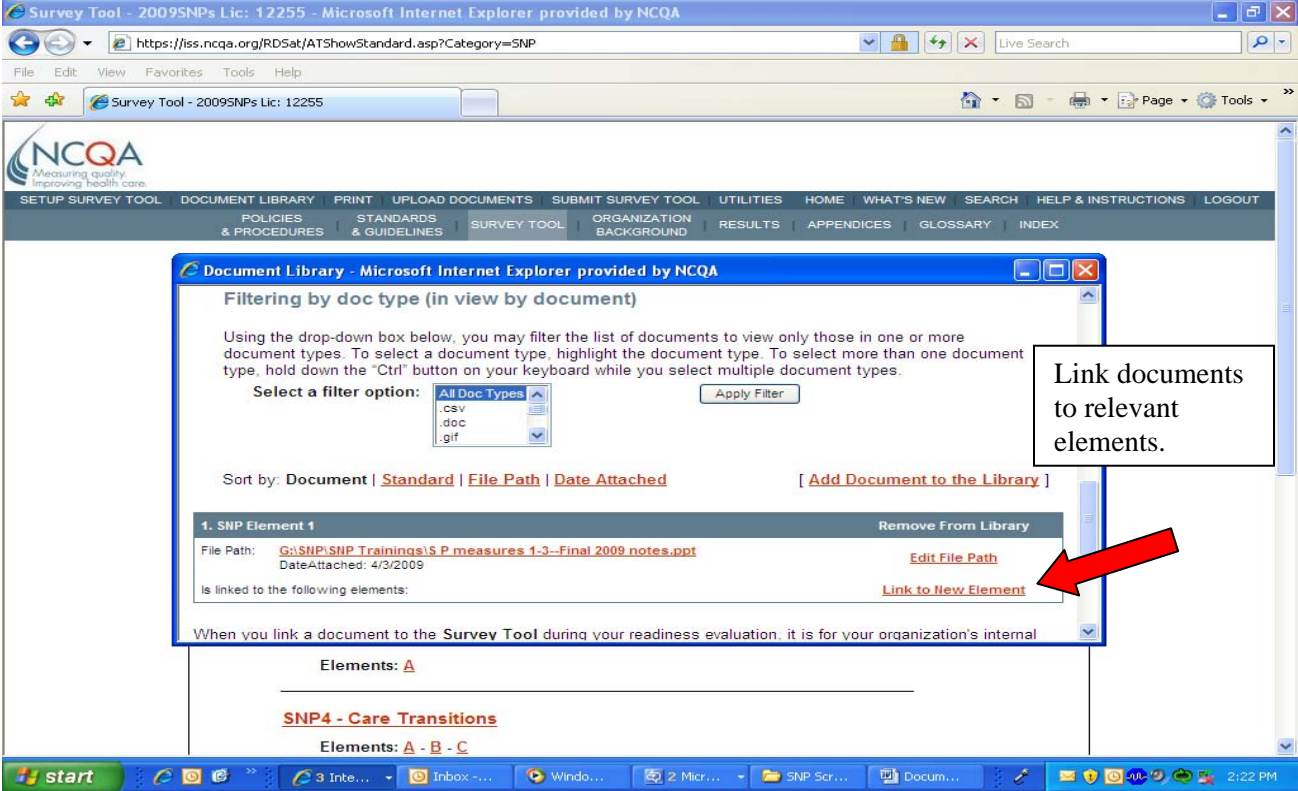 Survey Tool - 2009SNPs Lic: 12255 - Microsoft Internet Explorer provided by NCQA
https://iss.ncqa.org/RDSat/ATShowStandard.asp?Category=SNP
Live Search
File Edit View Favorites Tools Help
Survey Tool - 2009SNPs Lic: 12255
Page Tools
NCQA
Measuring quality.
Improving health care.
SETUP SURVEY TOOL DOCUMENT LIBRARY PRINT UPLOAD DOCUMENTS SUBMIT SURVEY TOOL UTILITIES HOME WHAT'S NEW SEARCH HELP & INSTRUCTIONS LOGOUT
POLICIES & PROCEDURES STANDARDS & GUIDELINES SURVEY TOOL ORGANIZATION BACKGROUND RESULTS APPENDICES GLOSSARY INDEX
Document Library - Microsoft Internet Explorer provided by NCQA
Filtering by doc type (in view by document)
Using the drop-down box below, you may filter the list of documents to view only those in one or more
document types. To select a document type, highlight the document type. To select more than one document
type, hold down the “Ctrl” button on your keyboard while you select multiple document types.
Select a filter option:
All Doc Types
.csv
.doc
.gif
Apply Filter
Link documents
to relevant
elements.
Sort by: Document | Standard | File Path | Date Attached [ Add Document to the Library ]
1. SNP Element 1 Remove From Library
File Path: G:\SNP\SNP Trainings\S P measures 1-3--Final 2009 notes.ppt
DateAttached: 4/3/2009
Edit File Path
Is linked to the following elements: Link to New Element
When you link a document to the Survey Tool during your readiness evaluation, it is for your organization's internal
Elements: A
SNP4 - Care Transitions
Elements: A - B - C
start 3 Inte... Inbox -... Windo... 2 Micr... SNP Scr... Docum... 2:22 PM